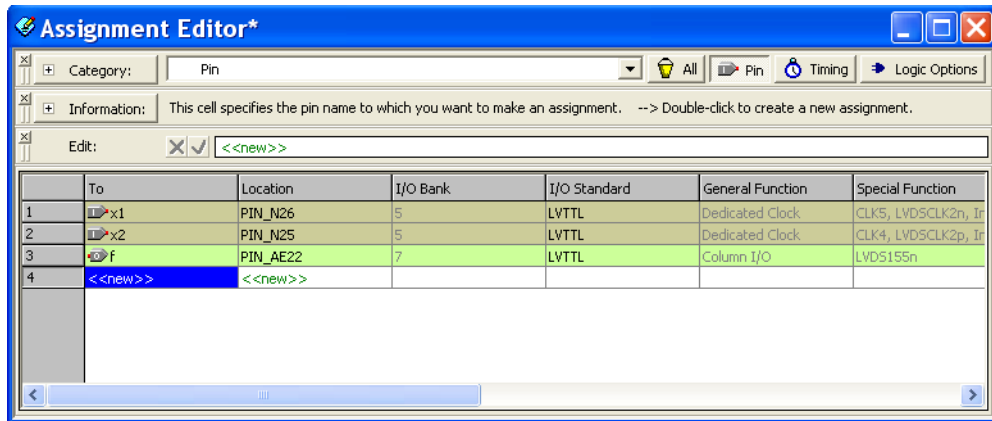 Assignment Editor*
Category: Pin All Pin Timing Logic Options
Information: This cell specifies the pin name to which you want to make an assignment. --> Double-click to create a new assignment.
Edit: <<new>>
To Location I/O Bank I/O Standard General Function Special Function
1 x1 PIN_N26 5 LVTTL Dedicated Clock CLK5, LVDSCLK2n, In
2 x2 PIN_N25 5 LVTTL Dedicated Clock CLK4, LVDSCLK2p, In
3 f PIN_AE22 7 LVTTL Column I/O LVDS155n
4 <<new>> <<new>>